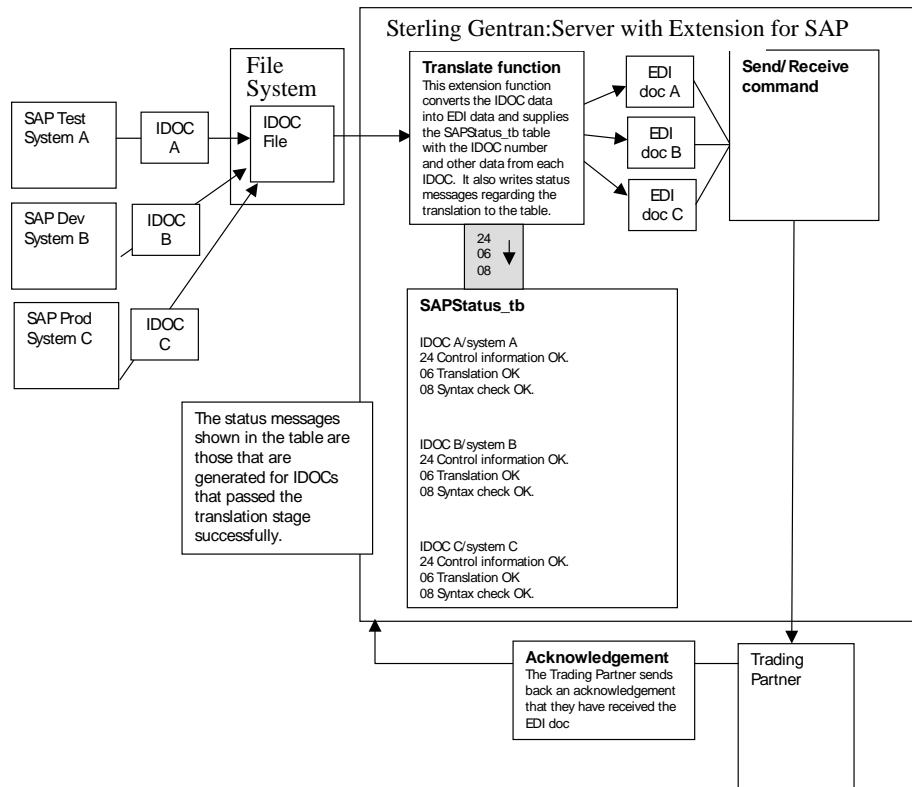 Sterling Gentran:Server with Extension for SAP
File
System
SAP Test
System A
IDOC
A
IDOC
File
SAP Dev
System B
IDOC
B
SAP Prod
System C
IDOC
C
Translate function
This extension function
converts the IDOC data
into EDI data and supplies
the SAPStatus_tb table
with the IDOC number
and other data from each
IDOC. It also writes status
messages regarding the
translation to the table.
EDI
doc A
EDI
doc B
EDI
doc C
Send/Receive
command
24
06
08
SAPStatus_tb
IDOC A/system A
24 Control information OK.
06 Translation OK
08 Syntax check OK.
IDOC B/system B
24 Control information OK.
06 Translation OK
08 Syntax check OK.
IDOC C/system C
24 Control information OK.
06 Translation OK
08 Syntax check OK.
The status messages
shown in the table are
those that are
generated for IDOCs
that passed the
translation stage
successfully.
Acknowledgement
The Trading Partner sends
back an acknowledgement
that they have received the
EDI doc
Trading
Partner